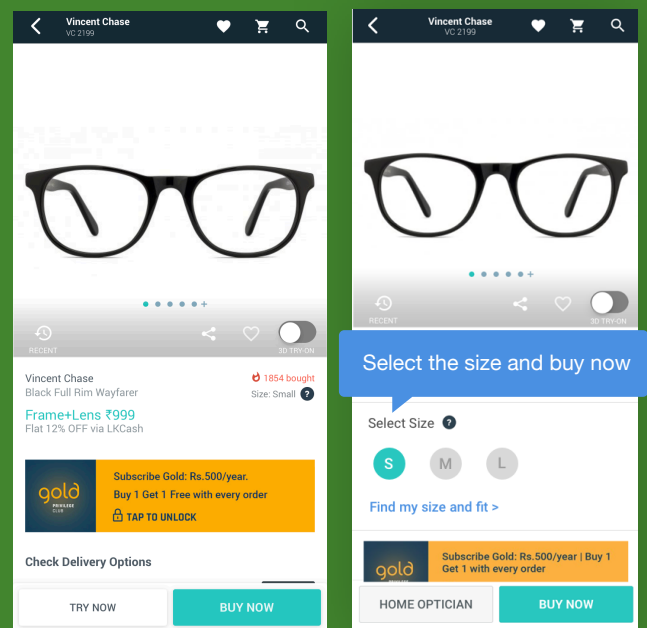 Vincent Chase
VC 2199
RECENT
3D TRY-ON
Vincent Chase
1854 bought
Black Full Rim Wayfarer
Size: Small ?
Frame+Lens ₹999
Flat 12% OFF via LKCash
gold
PRIVILEGE
CLUB
Subscribe Gold: Rs.500/year.
Buy 1 Get 1 Free with every order
TAP TO UNLOCK
Check Delivery Options
TRY NOW
BUY NOW
Vincent Chase
VC 2199
RECENT
3D TRY-ON
Select the size and buy now
Select Size ?
S
M
L
Find my size and fit >
gold
Subscribe Gold: Rs.500/year | Buy 1
Get 1 with every order
HOME OPTICIAN
BUY NOW